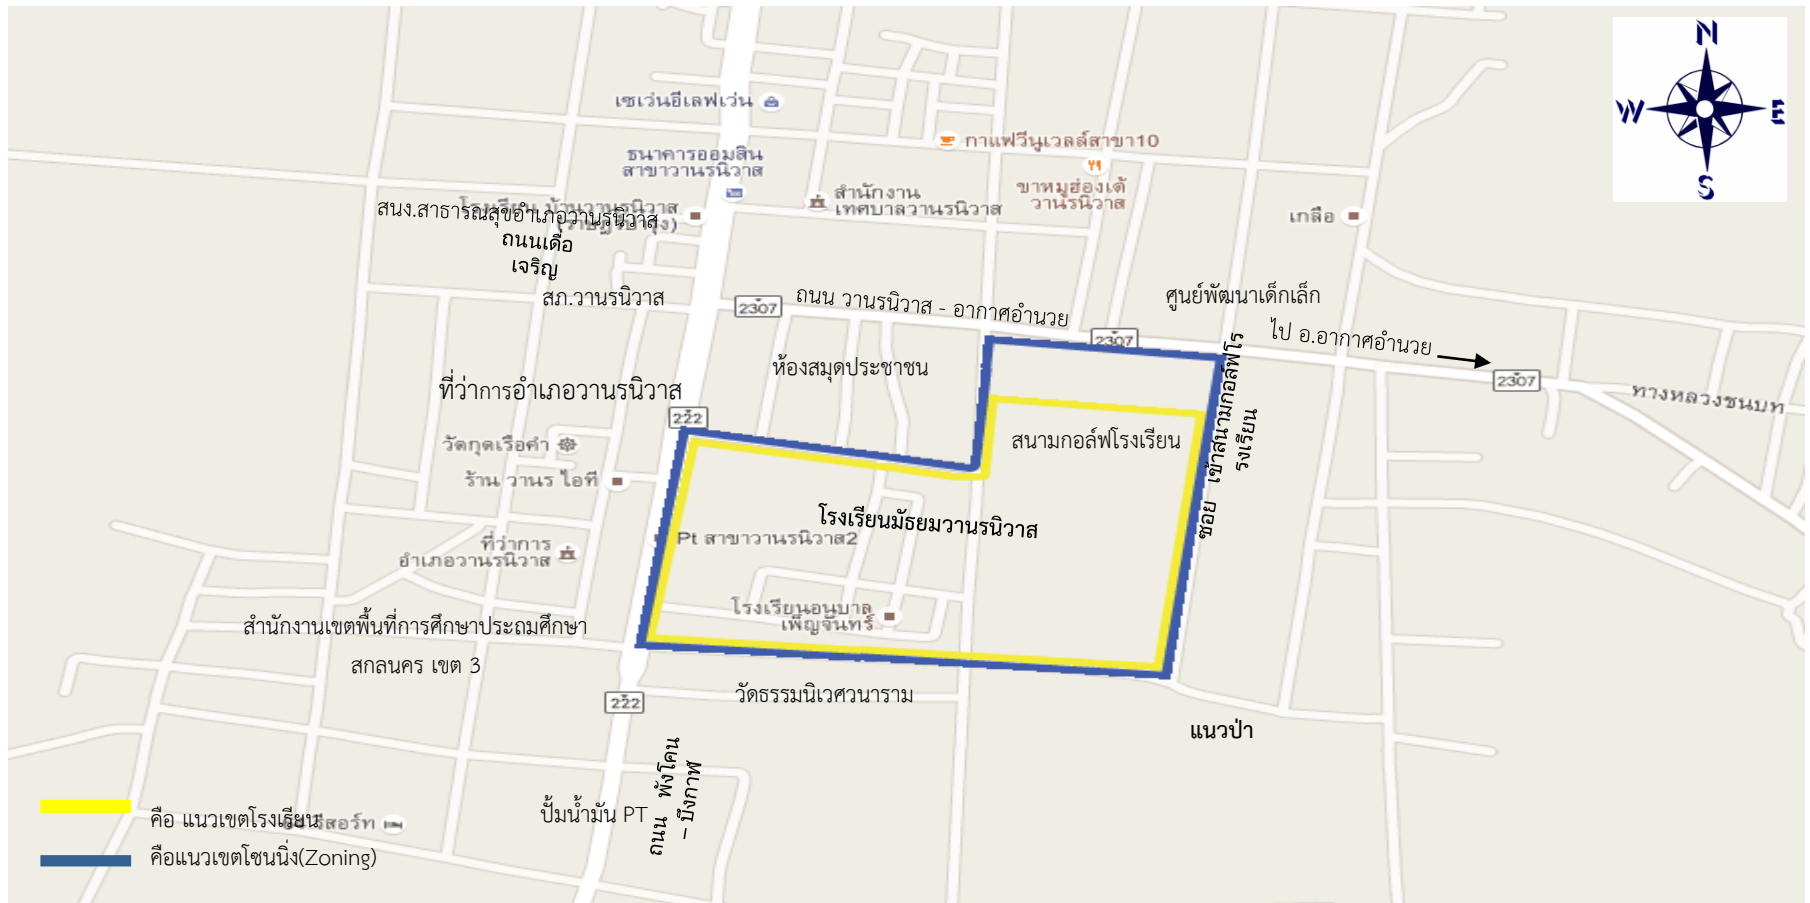 N
W
E
S
เซเว่นอีเลฟเว่น
กาแฟวีนูเวลล์สาขา10
ธนาคารออมสิน
สาขาวานรนิวาส
ขาหมูฮ่องเต้
วานรนิวาส
สำนักงาน
เทศบาลวานรนิวาส
โรงเรียน บ้านวานรนิวาส
สนง.สาธารณสุขอำเภอวานรนิวาส
เกลือ
ถนนเดื่อ
เจริญ
สภ.วานรนิวาส
2307
ถนน วานรนิวาส - อากาศอำนวย
ศูนย์พัฒนาเด็กเล็ก
2307
ไป อ.อากาศอำนวย
2307
ทางหลวงชนบท
ห้องสมุดประชาชน
ที่ว่าการอำเภอวานรนิวาส
222
วัดกุดเรือคำ
สนามกอล์ฟโรงเรียน
ซอย เข้าสนามกอล์ฟโร
งเรียน
ร้าน วานร ไอที
โรงเรียนมัธยมวานรนิวาส
Pt สาขาวานรนิวาส2
ที่ว่าการ
อำเภอวานรนิวาส
โรงเรียนอนุบาล
เพ็ญจันทร์
สำนักงานเขตพื้นที่การศึกษาประถมศึกษา
สกลนคร เขต 3
222
วัดธรรมนิเวศวนาราม
แนวป่า
ถนน พังโคน
– บึงกาฬ
ปั้มน้ำมัน PT
คือ แนวเขตโรงเรียน
รีสอร์ท
คือแนวเขตโซนนิ่ง(Zoning)